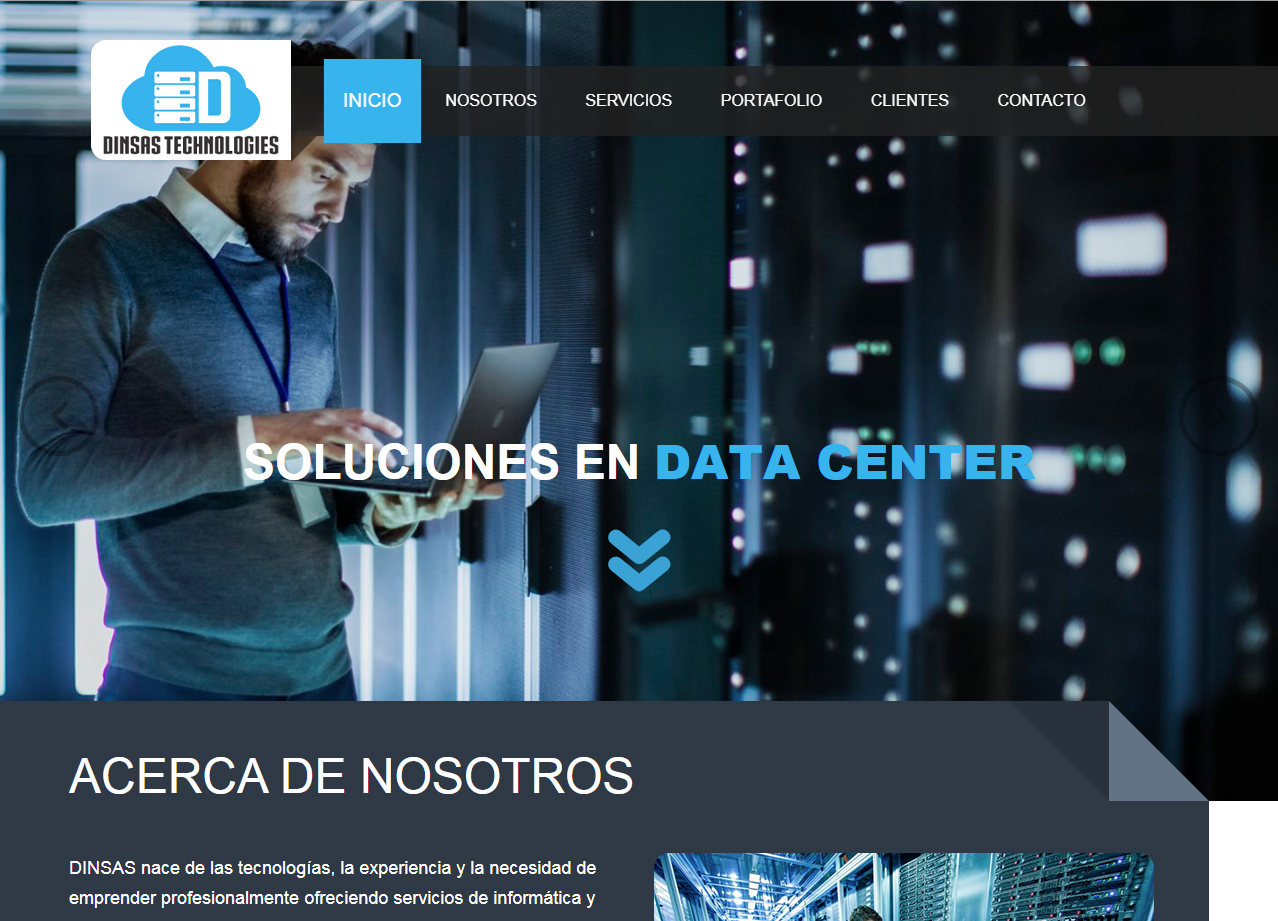 DINSAS TECHNOLOGIES
INICIO NOSOTROS SERVICIOS PORTAFOLIO CLIENTES CONTACTO
SOLUCIONES EN DATA CENTER
ACERCA DE NOSOTROS
DINSAS nace de las tecnologías, la experiencia y la necesidad de
emprender profesionalmente ofreciendo servicios de informática y